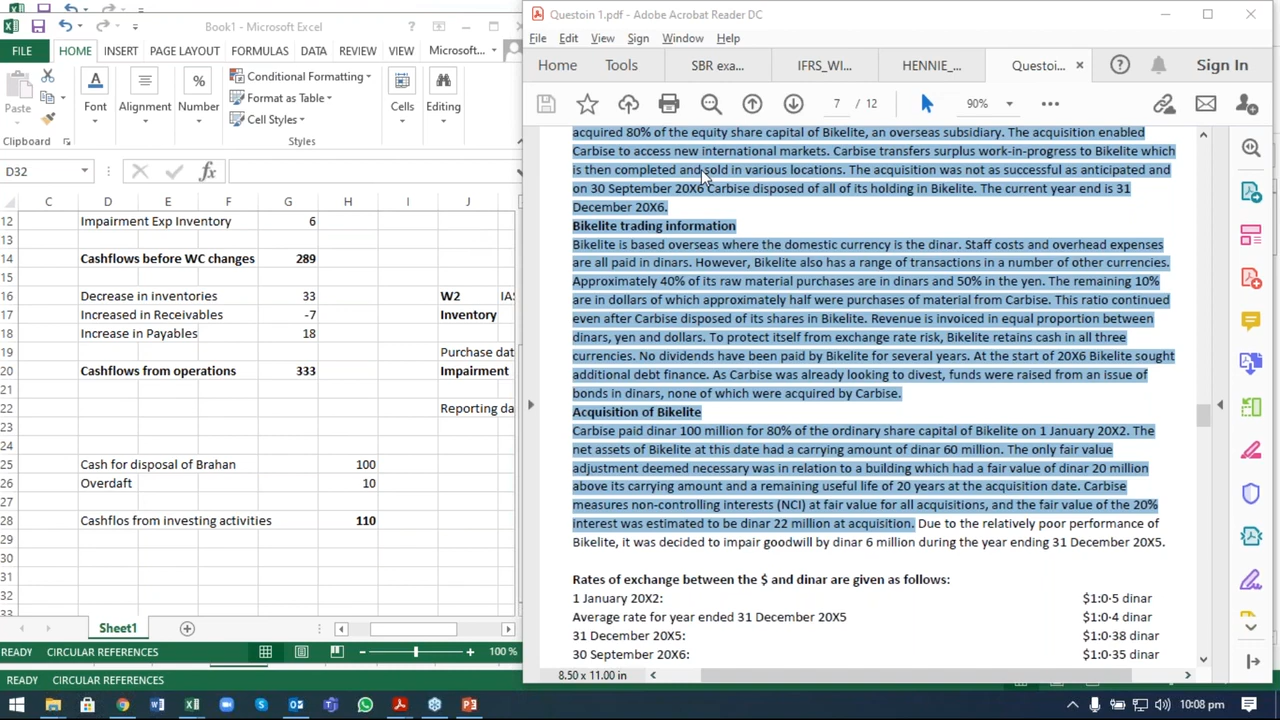 Book1 - Microsoft Excel
FILE HOME INSERT PAGE LAYOUT FORMULAS DATA REVIEW VIEW Microsoft...
Paste
Clipboard
Font
Alignment
Number
Conditional Formatting
Format as Table
Cell Styles
Styles
Cells
Editing
D32
fx
C D E F G H I J
12 Impairment Exp Inventory 6
13
14 Cashflows before WC changes 289
15
16 Decrease in inventories 33 W2 IAS
17 Increased in Receivables -7 Inventory
18 Increase in Payables 18
19 Purchase dat
20 Cashflows from operations 333 Impairment
21
22 Reporting da
23
24
25 Cash for disposal of Brahan 100
26 Overdaft 10
27
28 Cashflos from investing activities 110
29
30
31
32
33
Sheet1
READY CIRCULAR REFERENCES 100 %
READY CIRCULAR REFERENCES
Questoin 1.pdf - Adobe Acrobat Reader DC
File Edit View Sign Window Help
Home Tools SBR exa... IFRS_WI... HENNIE_... Questoi... × Sign In
7 / 12 90%
acquired 80% of the equity share capital of Bikelite, an overseas subsidiary. The acquisition enabled
Carbise to access new international markets. Carbise transfers surplus work-in-progress to Bikelite which
is then completed and sold in various locations. The acquisition was not as successful as anticipated and
on 30 September 20X6 Carbise disposed of all of its holding in Bikelite. The current year end is 31
December 20X6.
Bikelite trading information
Bikelite is based overseas where the domestic currency is the dinar. Staff costs and overhead expenses
are all paid in dinars. However, Bikelite also has a range of transactions in a number of other currencies.
Approximately 40% of its raw material purchases are in dinars and 50% in the yen. The remaining 10%
are in dollars of which approximately half were purchases of material from Carbise. This ratio continued
even after Carbise disposed of its shares in Bikelite. Revenue is invoiced in equal proportion between
dinars, yen and dollars. To protect itself from exchange rate risk, Bikelite retains cash in all three
currencies. No dividends have been paid by Bikelite for several years. At the start of 20X6 Bikelite sought
additional debt finance. As Carbise was already looking to divest, funds were raised from an issue of
bonds in dinars, none of which were acquired by Carbise.
Acquisition of Bikelite
Carbise paid dinar 100 million for 80% of the ordinary share capital of Bikelite on 1 January 20X2. The
net assets of Bikelite at this date had a carrying amount of dinar 60 million. The only fair value
adjustment deemed necessary was in relation to a building which had a fair value of dinar 20 million
above its carrying amount and a remaining useful life of 20 years at the acquisition date. Carbise
measures non-controlling interests (NCI) at fair value for all acquisitions, and the fair value of the 20%
interest was estimated to be dinar 22 million at acquisition. Due to the relatively poor performance of
Bikelite, it was decided to impair goodwill by dinar 6 million during the year ending 31 December 20X5.
Rates of exchange between the $ and dinar are given as follows:
1 January 20X2: $1:0·5 dinar
Average rate for year ended 31 December 20X5 $1:0·4 dinar
31 December 20X5: $1:0·38 dinar
30 September 20X6: $1:0·35 dinar
8.50 x 11.00 in
10:08 pm